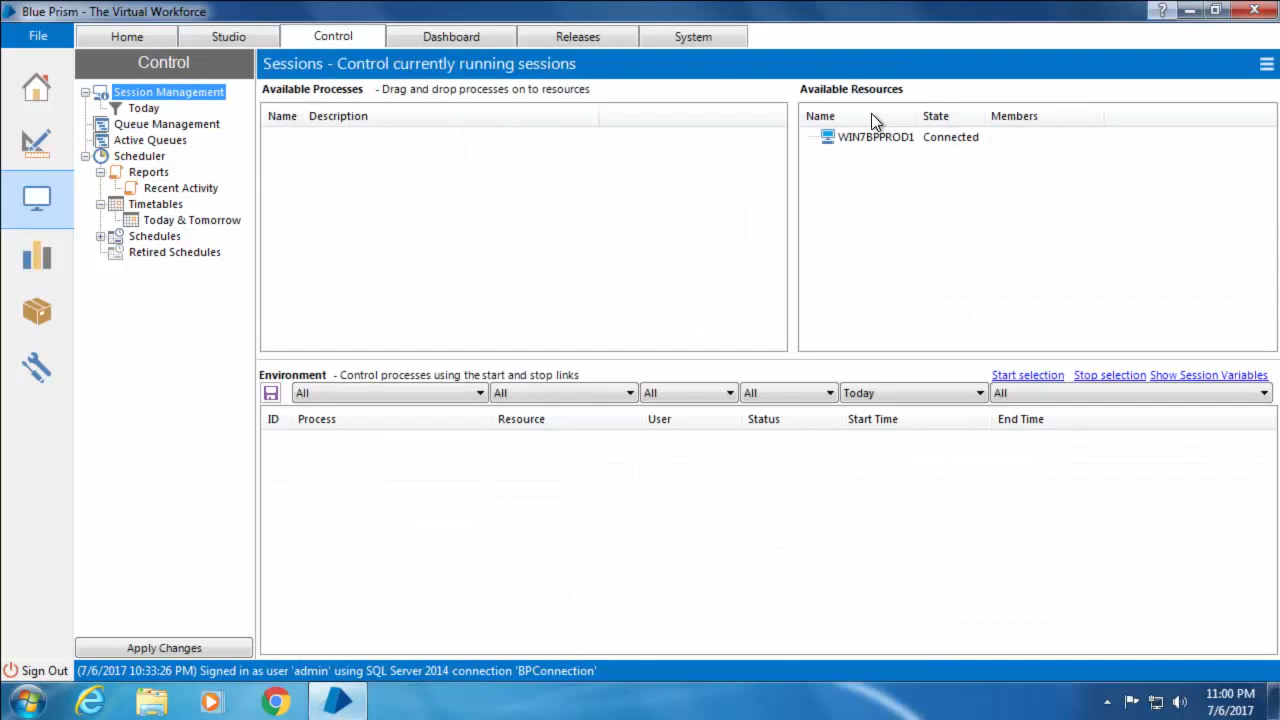 Blue Prism - The Virtual Workforce
?
File
Home
Studio
Control
Dashboard
Releases
System
Control
Sessions - Control currently running sessions
Session Management
Today
Queue Management
Active Queues
Scheduler
Reports
Recent Activity
Timetables
Today & Tomorrow
Schedules
Retired Schedules
Available Processes - Drag and drop processes on to resources
Name Description
Available Resources
Name State Members
WIN7BPPROD1 Connected
Environment - Control processes using the start and stop links
Start selection Stop selection Show Session Variables
All All All All Today All
ID Process Resource User Status Start Time End Time
Apply Changes
Sign Out
(7/6/2017 10:33:26 PM) Signed in as user 'admin' using SQL Server 2014 connection 'BPConnection'
11:00 PM
7/6/2017